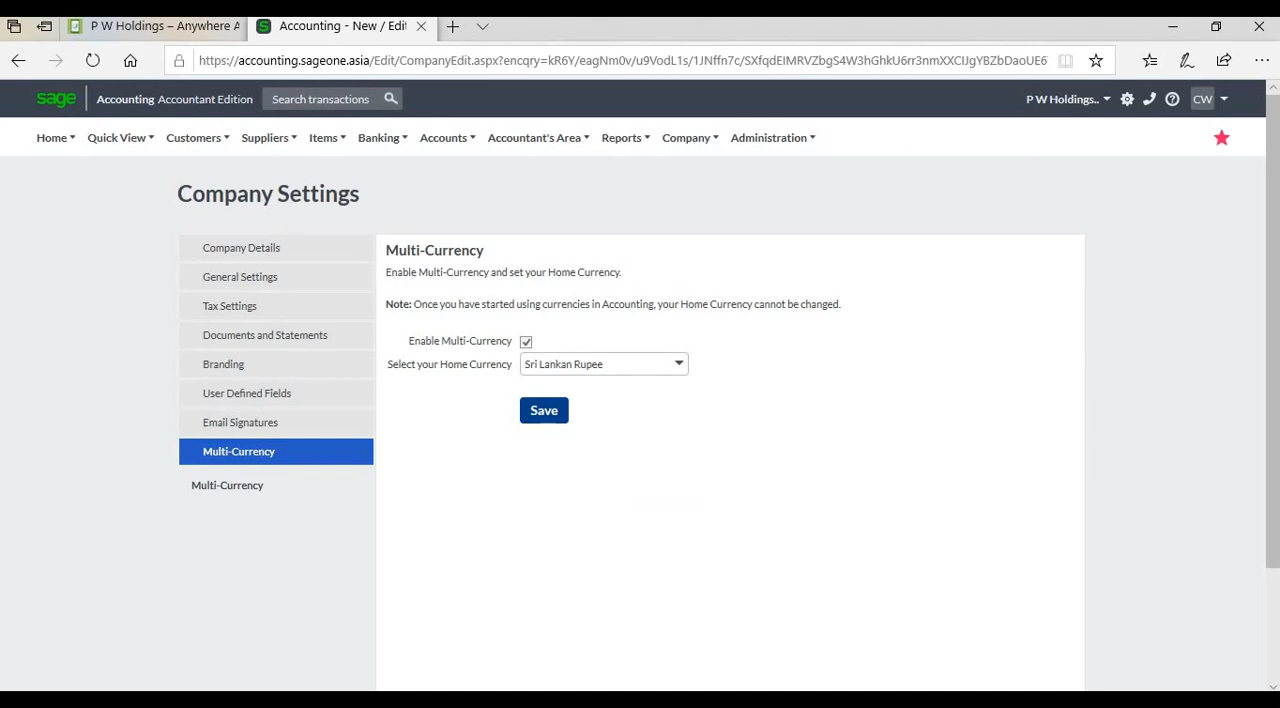 P W Holdings – Anywhere A
Accounting - New / Edit
https://accounting.sageone.asia/Edit/CompanyEdit.aspx?encqry=kR6Y/eagNm0v/u9VodL1s/1JNffn7c/SXfqdEIMRVZbgS4W3hGhkU6rr3nmXXCIJgYBZbDaoUE6
sage Accounting Accountant Edition Search transactions P W Holdings.. CW
Home Quick View Customers Suppliers Items Banking Accounts Accountant's Area Reports Company Administration
Company Settings
Company Details
General Settings
Tax Settings
Documents and Statements
Branding
User Defined Fields
Email Signatures
Multi-Currency
Multi-Currency
Multi-Currency
Enable Multi-Currency and set your Home Currency.
Note: Once you have started using currencies in Accounting, your Home Currency cannot be changed.
Enable Multi-Currency
Select your Home Currency Sri Lankan Rupee
Save